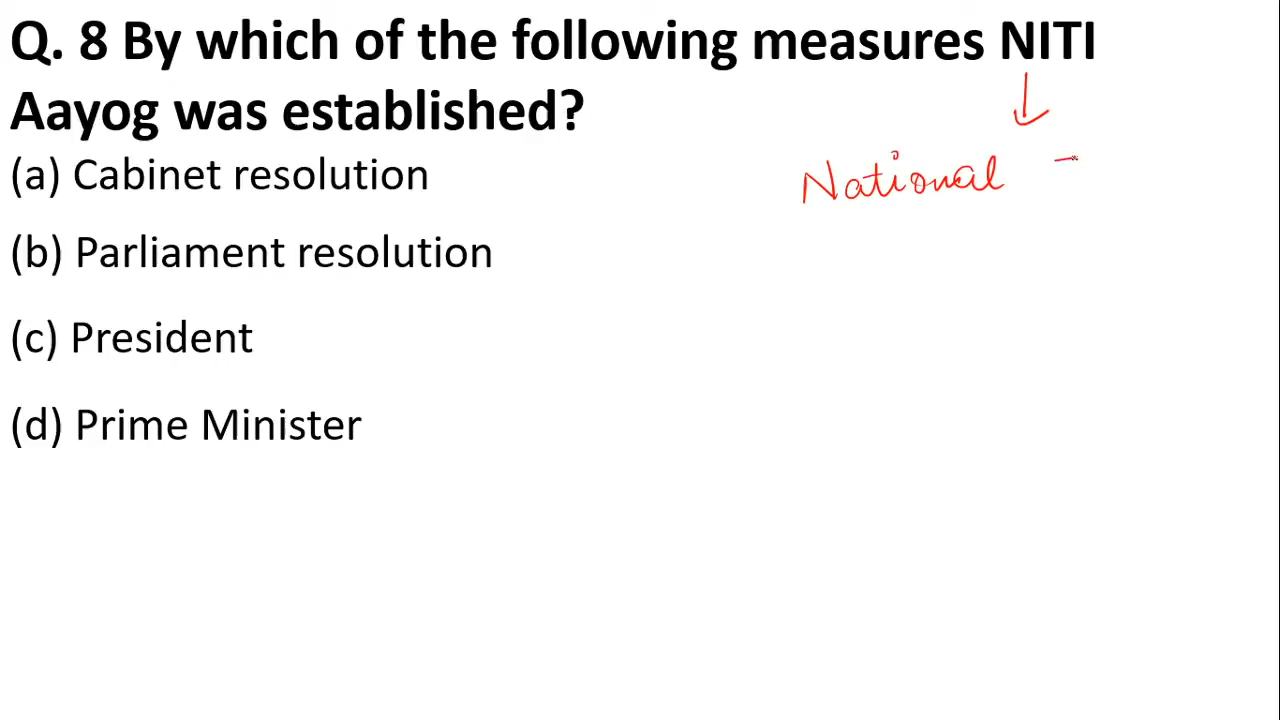 Q. 8 By which of the following measures NITI
Aayog was established?
(a) Cabinet resolution
National
(b) Parliament resolution
(c) President
(d) Prime Minister